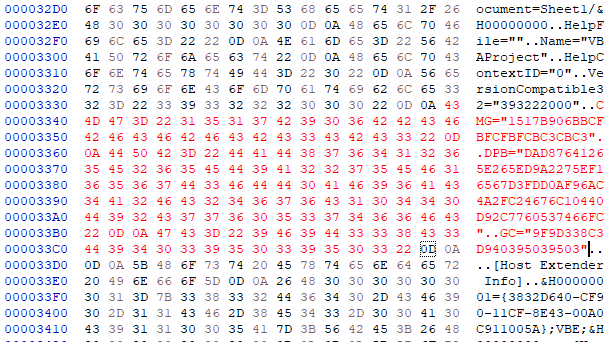 000032D0 6F 63 75 6D 65 6E 74 3D 53 68 65 65 74 31 2F 26 ocument=Sheet1/&
000032E0 48 30 30 30 30 30 30 30 30 0D 0A 48 65 6C 70 46 H00000000..HelpF
000032F0 69 6C 65 3D 22 22 0D 0A 4E 61 6D 65 3D 22 56 42 ile=""..Name="VB
00003300 41 50 72 6F 6A 65 63 74 22 0D 0A 48 65 6C 70 43 AProject"..HelpC
00003310 6F 6E 74 65 78 74 49 44 3D 22 30 22 0D 0A 56 65 ontextID="0"..Ve
00003320 72 73 69 6F 6E 43 6F 6D 70 61 74 69 62 6C 65 33 rsionCompatible3
00003330 32 3D 22 33 39 33 32 32 32 30 30 30 22 0D 0A 43 2="393222000"..C
00003340 4D 47 3D 22 31 35 31 37 42 39 30 36 42 42 43 46 MG="1517B906BBCF
00003350 42 46 43 46 42 46 43 42 43 33 43 42 43 33 22 0D BFCFBFCBC3CBC3".
00003360 0A 44 50 42 3D 22 44 41 44 38 37 36 34 31 32 36 .DPB="DAD8764126
00003370 35 45 32 36 35 45 44 39 41 32 32 37 35 45 46 31 5E265ED9A2275EF1
00003380 36 35 36 37 44 33 46 44 44 30 41 46 39 36 41 43 6567D3FDD0AF96AC
00003390 34 41 32 46 43 32 34 36 37 36 43 31 30 34 34 30 4A2FC24676C10440
000033A0 44 39 32 43 37 37 36 30 35 33 37 34 36 36 46 43 D92C7760537466FC
000033B0 22 0D 0A 47 43 3D 22 39 46 39 44 33 33 38 43 33 "..GC="9F9D338C3
000033C0 44 39 34 30 33 39 35 30 33 39 35 30 33 22 0D 0A D940395039503"..
000033D0 0D 0A 5B 48 6F 73 74 20 45 78 74 65 6E 64 65 72 ..[Host Extender
000033E0 20 49 6E 66 6F 5D 0D 0A 26 48 30 30 30 30 30 30 Info]..&H000000
000033F0 30 31 3D 7B 33 38 33 32 44 36 34 30 2D 43 46 39 01={3832D640-CF9
00003400 30 2D 31 31 43 46 2D 38 45 34 33 2D 30 30 41 30 0-11CF-8E43-00A0
00003410 43 39 31 31 30 30 35 41 7D 3B 56 42 45 3B 26 48 C911005A};VBE;&H